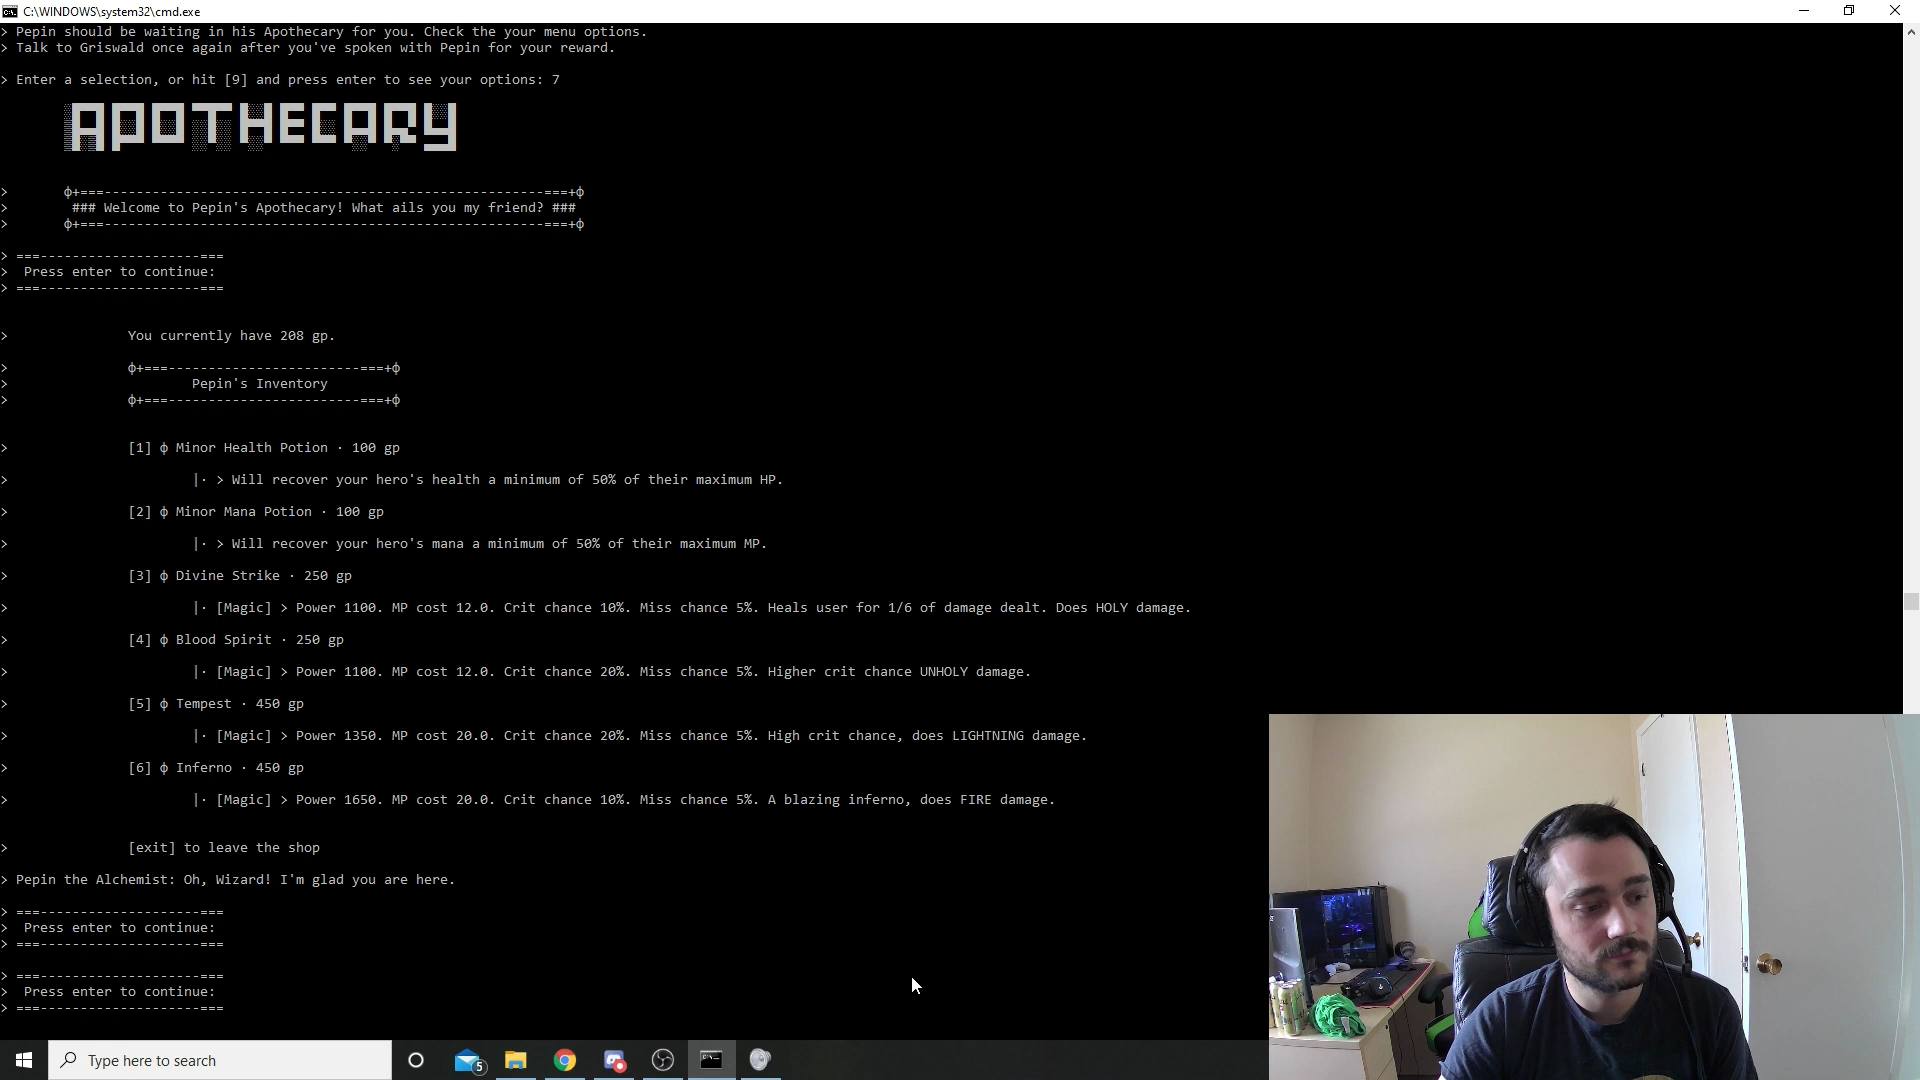 C:\WINDOWS\system32\cmd.exe
> Pepin should be waiting in his Apothecary for you. Check the your menu options.
> Talk to Griswald once again after you've spoken with Pepin for your reward.
> Enter a selection, or hit [9] and press enter to see your options: 7
APOTHECARY
> ϕ+===-------------------------------------------------------===+ϕ
> ### Welcome to Pepin's Apothecary! What ails you my friend? ###
> ϕ+===-------------------------------------------------------===+ϕ
> ===--------------------===
> Press enter to continue:
> ===--------------------===
> You currently have 208 gp.
> ϕ+===------------------------===+ϕ
> Pepin's Inventory
> ϕ+===------------------------===+ϕ
> [1] ϕ Minor Health Potion · 100 gp
> |· > Will recover your hero's health a minimum of 50% of their maximum HP.
> [2] ϕ Minor Mana Potion · 100 gp
> |· > Will recover your hero's mana a minimum of 50% of their maximum MP.
> [3] ϕ Divine Strike · 250 gp
> |· [Magic] > Power 1100. MP cost 12.0. Crit chance 10%. Miss chance 5%. Heals user for 1/6 of damage dealt. Does HOLY damage.
> [4] ϕ Blood Spirit · 250 gp
> |· [Magic] > Power 1100. MP cost 12.0. Crit chance 20%. Miss chance 5%. Higher crit chance UNHOLY damage.
> [5] ϕ Tempest · 450 gp
> |· [Magic] > Power 1350. MP cost 20.0. Crit chance 20%. Miss chance 5%. High crit chance, does LIGHTNING damage.
> [6] ϕ Inferno · 450 gp
> |· [Magic] > Power 1650. MP cost 20.0. Crit chance 10%. Miss chance 5%. A blazing inferno, does FIRE damage.
> [exit] to leave the shop
> Pepin the Alchemist: Oh, Wizard! I'm glad you are here.
> ===--------------------===
> Press enter to continue:
> ===--------------------===
> ===--------------------===
> Press enter to continue:
> ===--------------------===
Type here to search
5